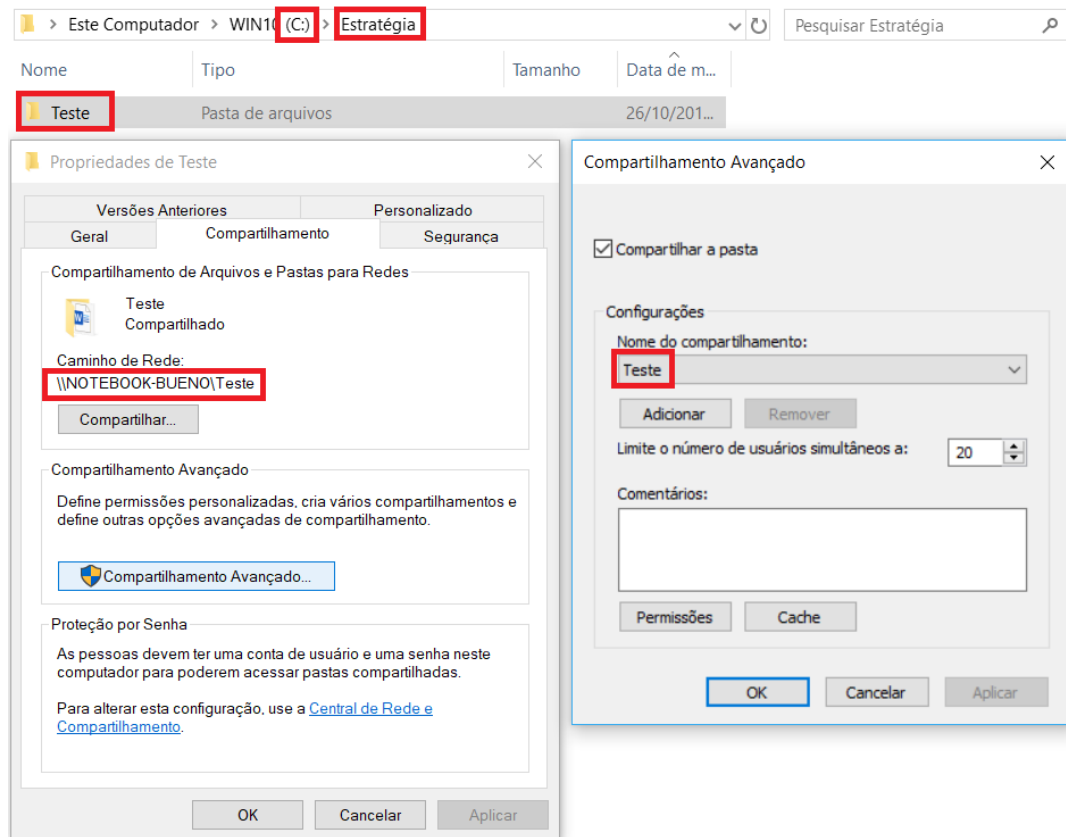 Este Computador > WIN10 (C:) > Estratégia
Pesquisar Estratégia
Nome Tipo Tamanho Data de m...
Teste Pasta de arquivos 26/10/201...
Propriedades de Teste
Versões Anteriores Personalizado
Geral Compartilhamento Segurança
Compartilhamento de Arquivos e Pastas para Redes
Teste
Compartilhado
Caminho de Rede:
\\NOTEBOOK-BUENO\Teste
Compartilhar...
Compartilhamento Avançado
Define permissões personalizadas, cria vários compartilhamentos e
define outras opções avançadas de compartilhamento.
Compartilhamento Avançado...
Proteção por Senha
As pessoas devem ter uma conta de usuário e uma senha neste
computador para poderem acessar pastas compartilhadas.
Para alterar esta configuração, use a Central de Rede e
Compartilhamento.
OK Cancelar Aplicar
Compartilhamento Avançado
Compartilhar a pasta
Configurações
Nome do compartilhamento:
Teste
Adicionar Remover
Limite o número de usuários simultâneos a: 20
Comentários:
Permissões Cache
OK Cancelar Aplicar